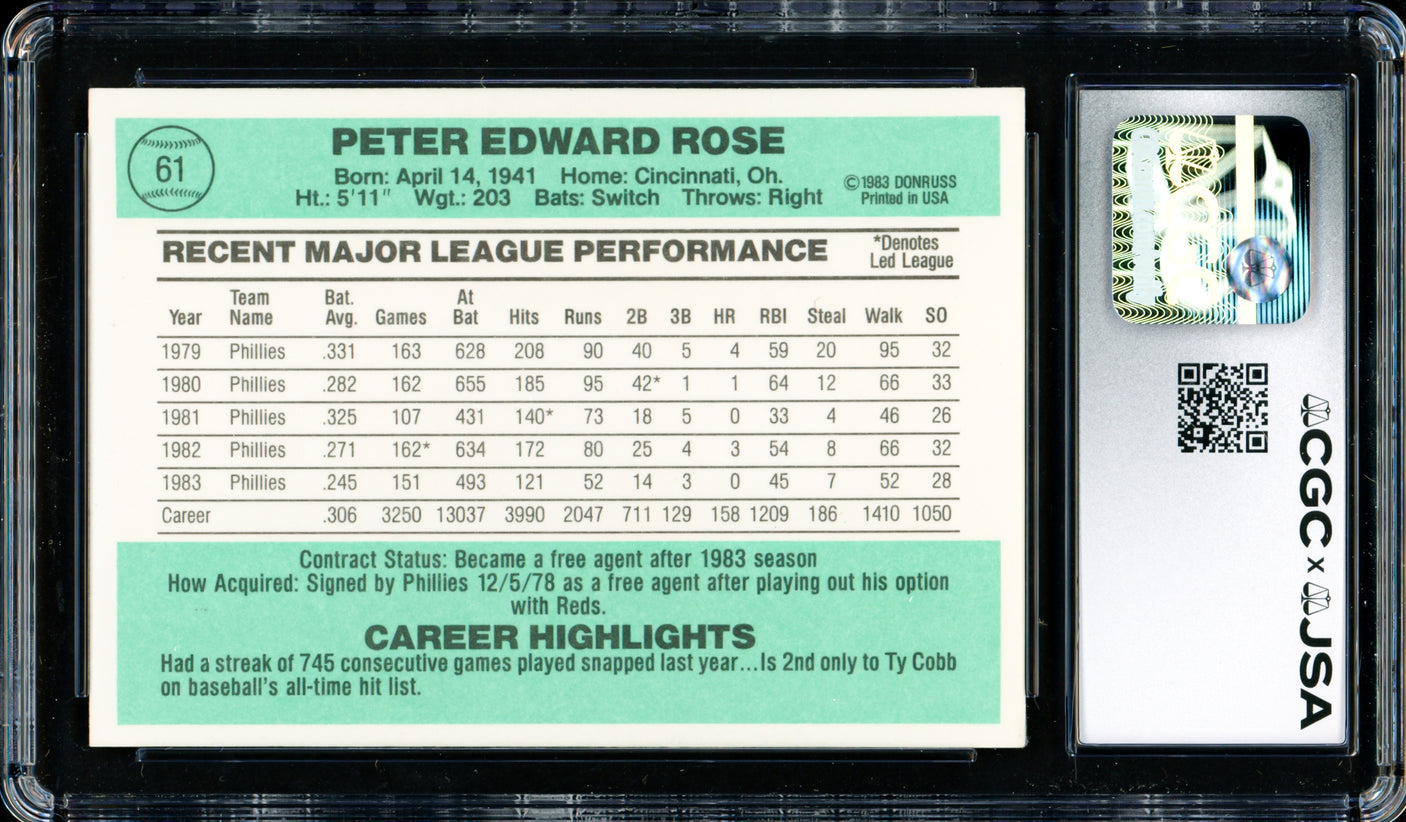 61
PETER EDWARD ROSE
Born: April 14, 1941 Home: Cincinnati, Oh.
Ht.: 5'11" Wgt.: 203 Bats: Switch Throws: Right
©1983 DONRUSS
Printed in USA
RECENT MAJOR LEAGUE PERFORMANCE
*Denotes
Led League
Year Team Name Bat. Avg. Games At Bat Hits Runs 2B 3B HR RBI Steal Walk SO
1979 Phillies .331 163 628 208 90 40 5 4 59 20 95 32
1980 Phillies .282 162 655 185 95 42* 1 1 64 12 66 33
1981 Phillies .325 107 431 140* 73 18 5 0 33 4 46 26
1982 Phillies .271 162* 634 172 80 25 4 3 54 8 66 32
1983 Phillies .245 151 493 121 52 14 3 0 45 7 52 28
Career .306 3250 13037 3990 2047 711 129 158 1209 186 1410 1050
Contract Status: Became a free agent after 1983 season
How Acquired: Signed by Phillies 12/5/78 as a free agent after playing out his option
with Reds.
CAREER HIGHLIGHTS
Had a streak of 745 consecutive games played snapped last year...Is 2nd only to Ty Cobb
on baseball's all-time hit list.
CGC x JSA